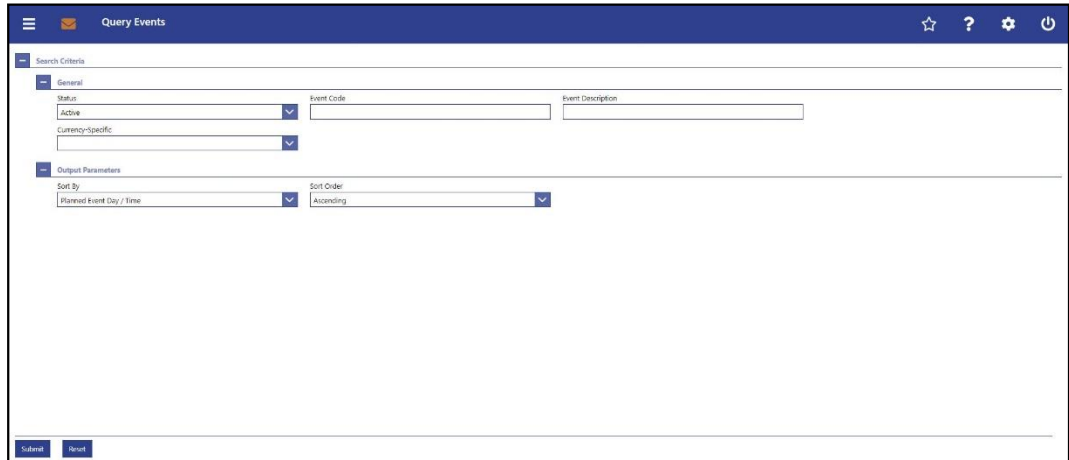 Query Events
Search Criteria
General
Status Event Code Event Description
Active
Currency-Specific
Output Parameters
Sort By Sort Order
Planned Event Day / Time Ascending
Submit Reset